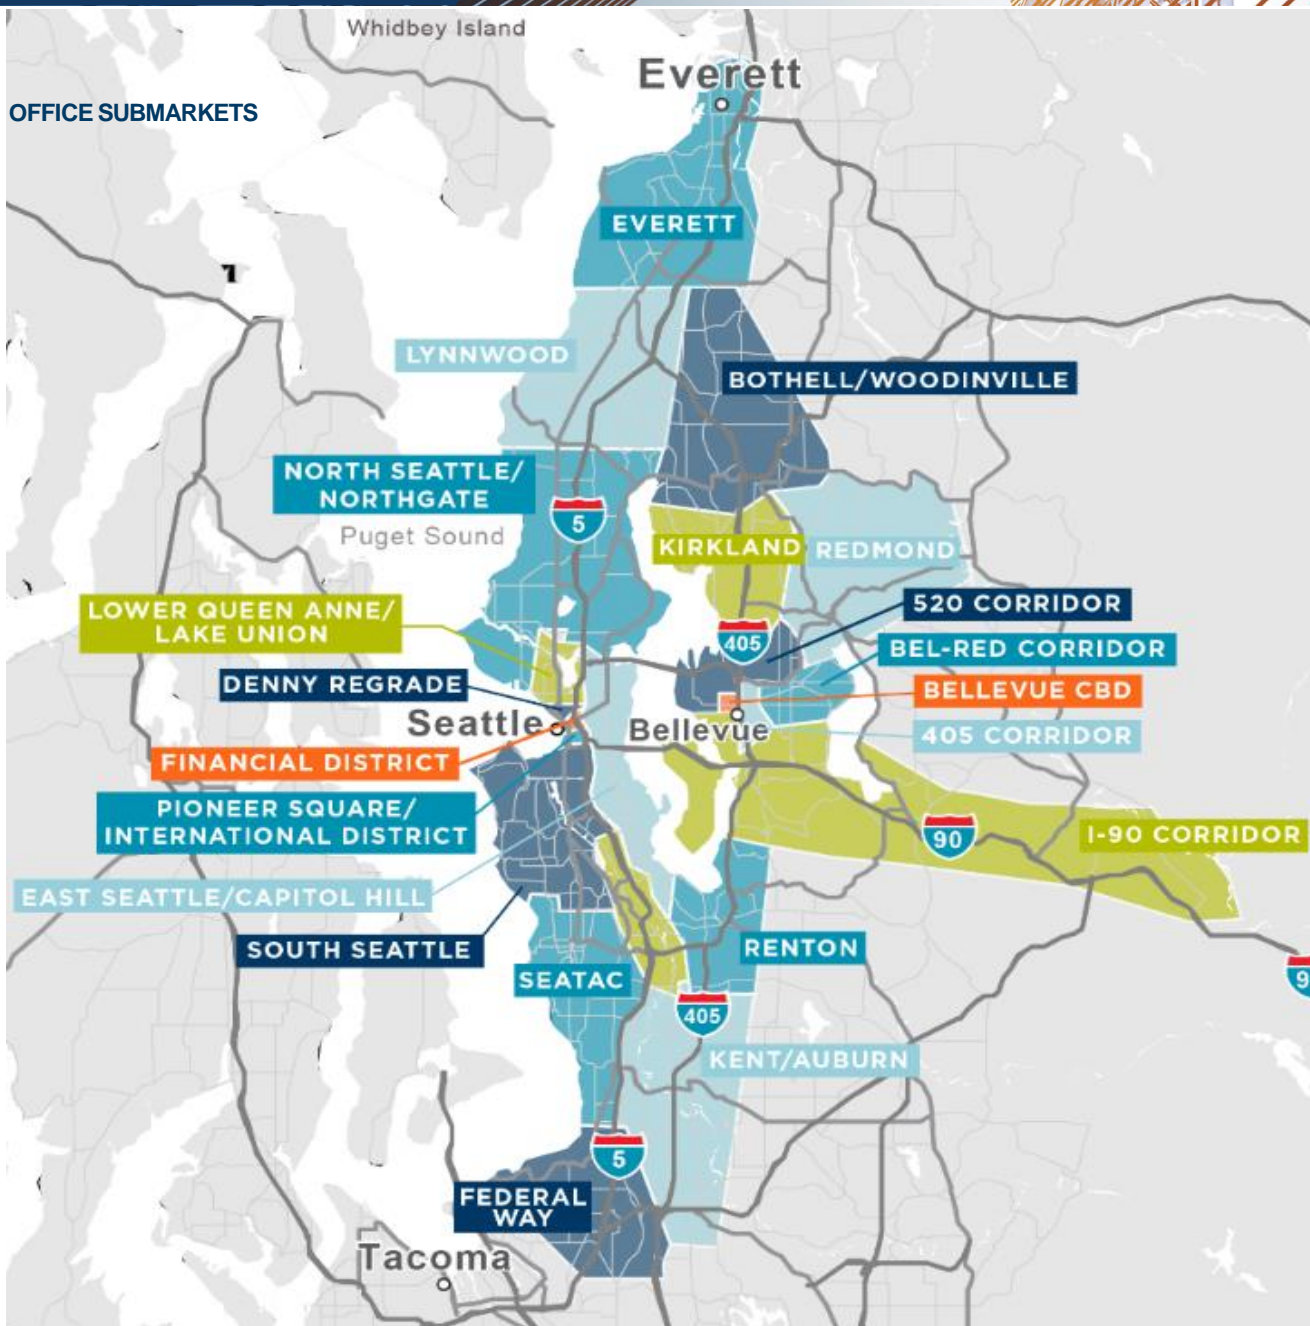 Whidbey Island
Everett
OFFICE SUBMARKETS
EVERETT
LYNNWOOD
BOTHELL/WOODINVILLE
NORTH SEATTLE/
NORTHGATE
5
Puget Sound
KIRKLAND
REDMOND
LOWER QUEEN ANNE/
LAKE UNION
520 CORRIDOR
405
BEL-RED CORRIDOR
DENNY REGRADE
BELLEVUE CBD
Seattle
Bellevue
405 CORRIDOR
FINANCIAL DISTRICT
PIONEER SQUARE/
INTERNATIONAL DISTRICT
90
I-90 CORRIDOR
EAST SEATTLE/CAPITOL HILL
SOUTH SEATTLE
RENTON
SEATAC
9
405
KENT/AUBURN
5
FEDERAL
WAY
Tacoma